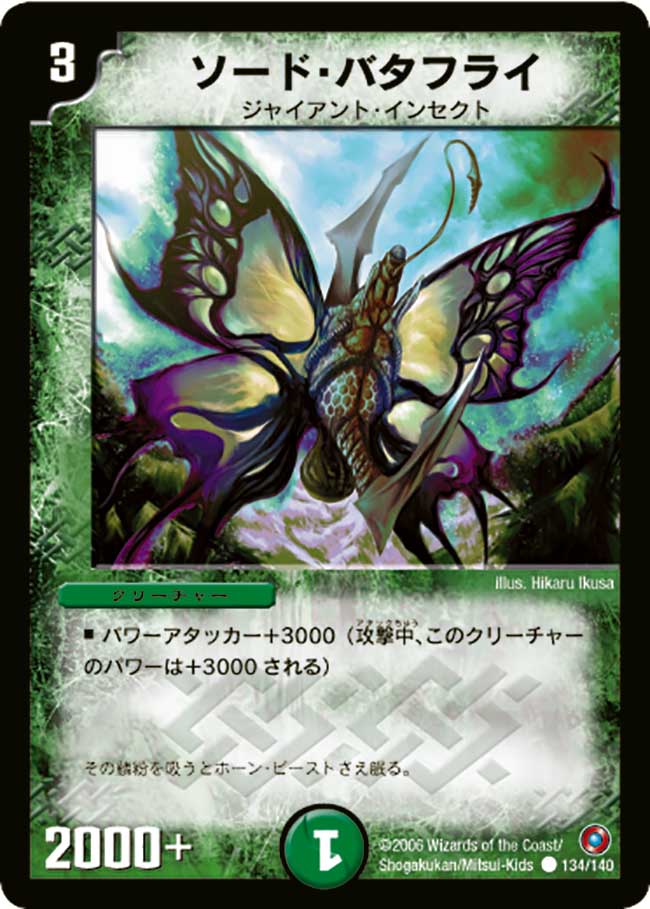 3
ソード・バタフライ
ジャイアント・インセクト
illus. Hikaru Ikusa
クリーチャー
■ パワーアタッカー+3000（攻撃中、このクリーチャー
のパワーは+3000 される）
その鱗粉を吸うとホーン・ビーストさえ眠る。
2000+
1
©2006 Wizards of the Coast/
Shogakukan/Mitsui-Kids ● 134/140